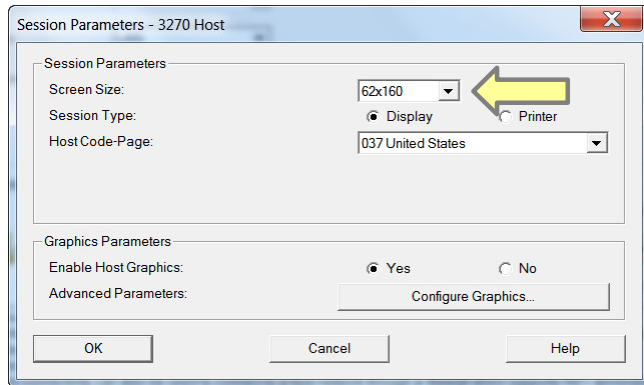 Session Parameters - 3270 Host
Session Parameters
Screen Size: 62x160
Session Type: Display Printer
Host Code-Page: 037 United States
Graphics Parameters
Enable Host Graphics: Yes No
Advanced Parameters: Configure Graphics...
OK Cancel Help